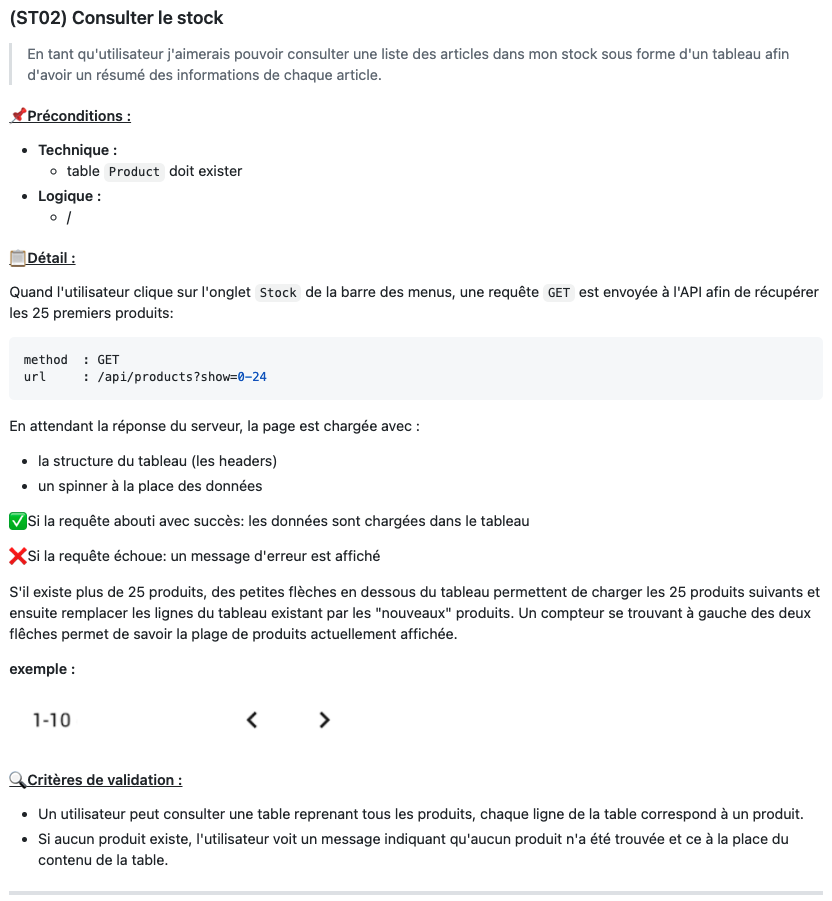 (ST02) Consulter le stock
En tant qu'utilisateur j'aimerais pouvoir consulter une liste des articles dans mon stock sous forme d'un tableau afin
d'avoir un résumé des informations de chaque article.
📌Préconditions :
• Technique :
◦ table Product doit exister
• Logique :
◦ /
📋Détail :
Quand l'utilisateur clique sur l'onglet Stock de la barre des menus, une requête GET est envoyée à l'API afin de récupérer
les 25 premiers produits:
method  : GET
url     : /api/products?show=0-24
En attendant la réponse du serveur, la page est chargée avec :
• la structure du tableau (les headers)
• un spinner à la place des données
✅Si la requête abouti avec succès: les données sont chargées dans le tableau
❌Si la requête échoue: un message d'erreur est affiché
S'il existe plus de 25 produits, des petites flèches en dessous du tableau permettent de charger les 25 produits suivants et
ensuite remplacer les lignes du tableau existant par les "nouveaux" produits. Un compteur se trouvant à gauche des deux
flêches permet de savoir la plage de produits actuellement affichée.
exemple :
1-10 < >
🔍Critères de validation :
• Un utilisateur peut consulter une table reprenant tous les produits, chaque ligne de la table correspond à un produit.
• Si aucun produit existe, l'utilisateur voit un message indiquant qu'aucun produit n'a été trouvée et ce à la place du
contenu de la table.